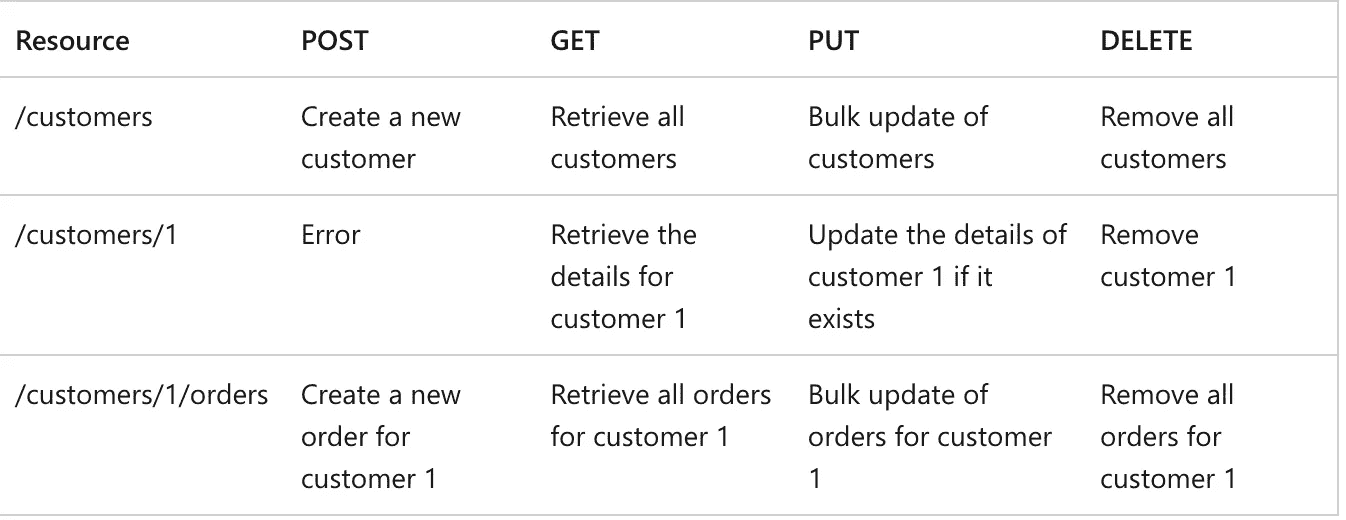 Resource POST GET PUT DELETE
/customers Create a new Retrieve all Bulk update of Remove all
customer customers customers customers
/customers/1 Error Retrieve the Update the details of Remove
details for customer 1 if it customer 1
customer 1 exists
/customers/1/orders Create a new Retrieve all orders Bulk update of Remove all
order for for customer 1 orders for customer orders for
customer 1 1 customer 1